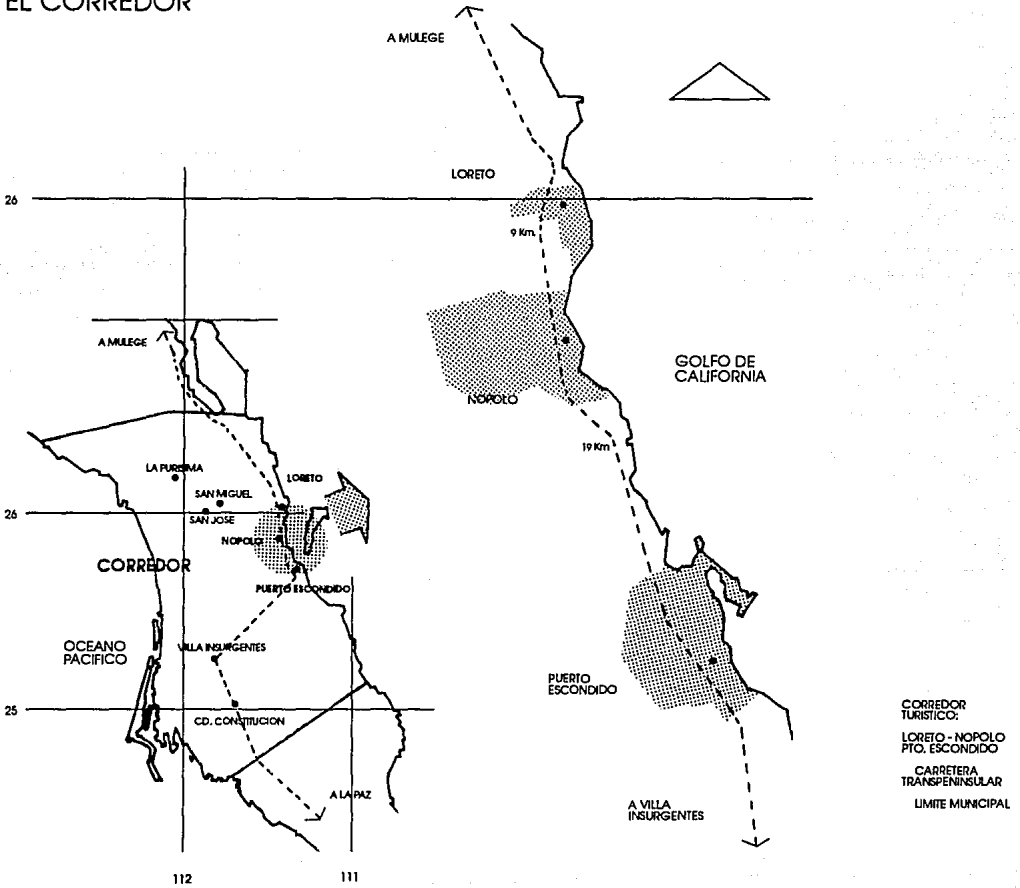 EL CORREDOR
A MULEGE
LORETO
26
9 Km.
A MULEGE
GOLFO DE
CALIFORNIA
NOPOLO
19 Km
LA PURISIMA
SAN MIGUEL
LORETO
26
SAN JOSE
NOPOLO
CORREDOR
PUERTO ESCONDIDO
OCEANO
PACIFICO
VILLA INSURGENTES
PUERTO
ESCONDIDO
25
CD. CONSTITUCION
CORREDOR
TURISTICO:
LORETO - NOPOLO
PTO. ESCONDIDO
CARRETERA
TRANSPENINSULAR
LIMITE MUNICIPAL
A LA PAZ
A VILLA
INSURGENTES
112
111